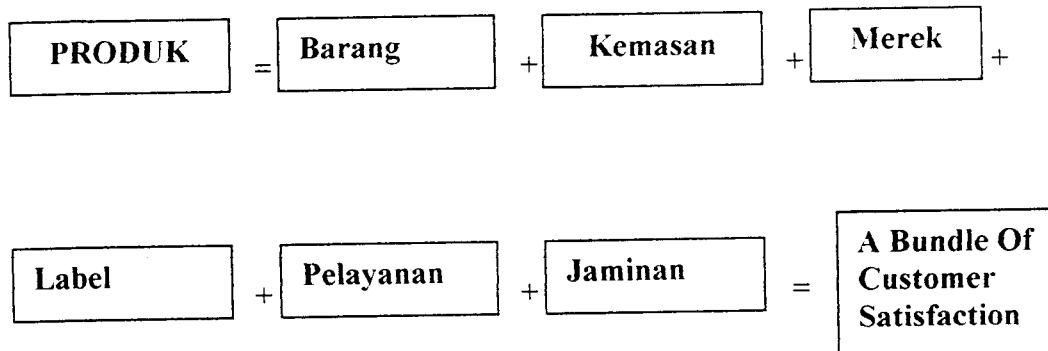 PRODUK = Barang + Kemasan + Merek +
Label + Pelayanan + Jaminan = A Bundle Of
Customer
Satisfaction